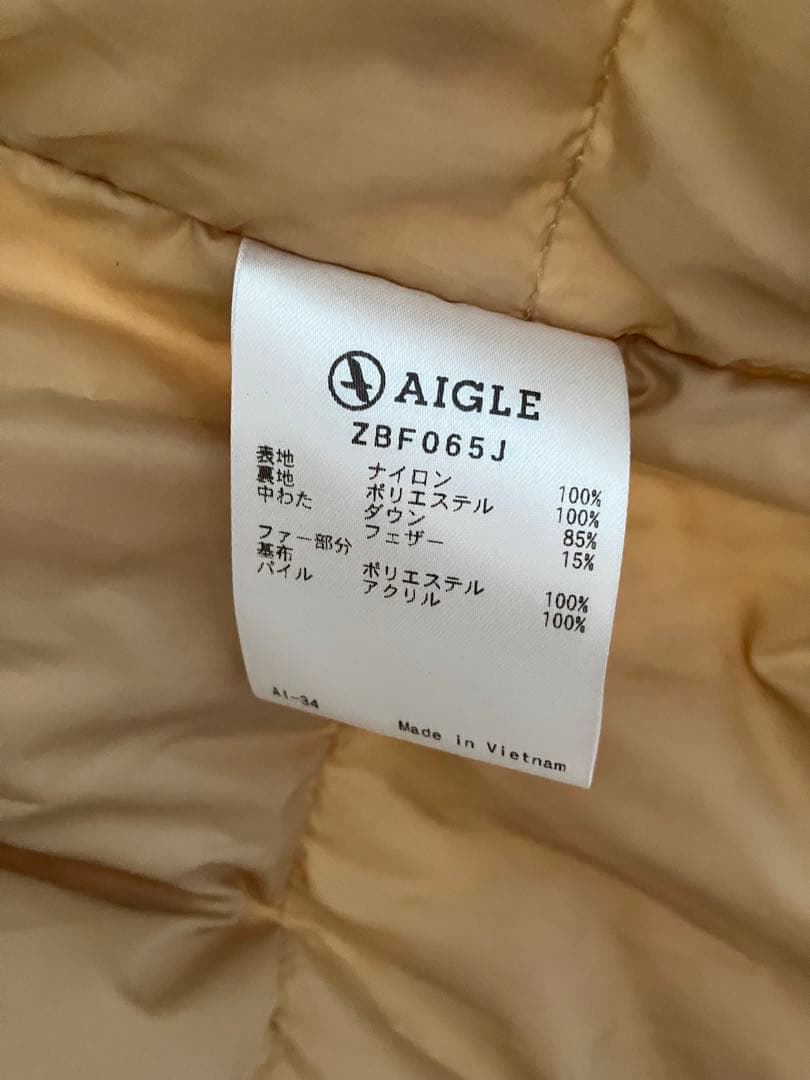 AIGLE
ZBF065J
表地 ナイロン 100%
裏地 ポリエステル 100%
中わた ダウン 85%
フェザー 15%
ファー部分
基布 ポリエステル 100%
パイル アクリル 100%
AI-34
Made in Vietnam